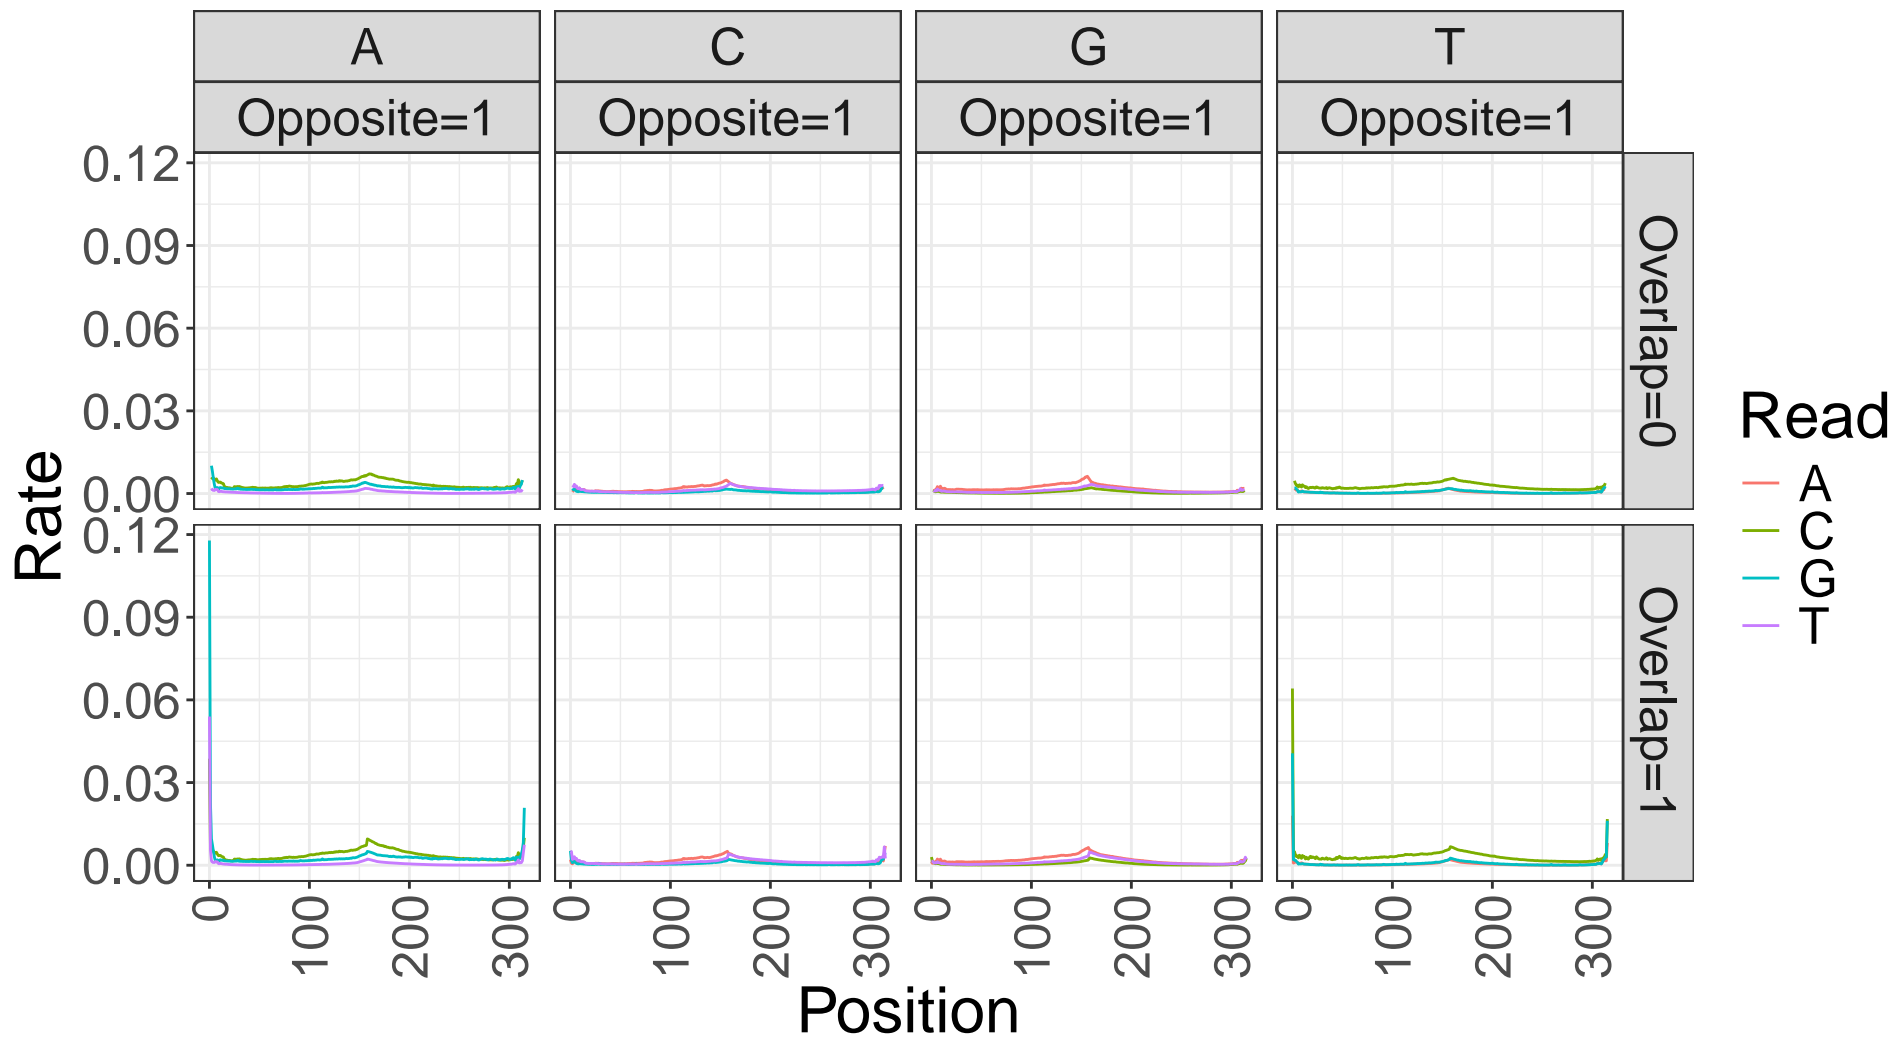 A C G T
Opposite=1 Opposite=1 Opposite=1 Opposite=1
0.12
0.09
0.06
0.03
0.00
Overlap=0
0.12
0.09
0.06
0.03
0.00
Overlap=1
Rate
0 100 200 300 0 100 200 300 0 100 200 300 0 100 200 300
Position
Read
A
C
G
T